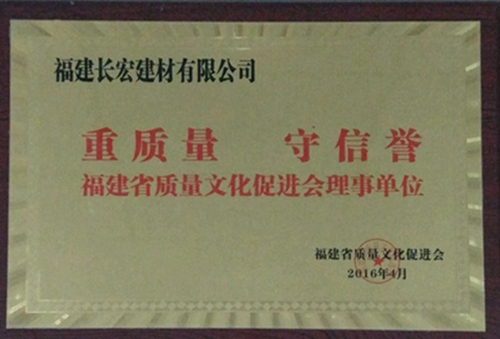 福建长宏建材有限公司
重质量 守信誉
福建省质量文化促进会理事单位
福建省质量文化促进会
2016年4月